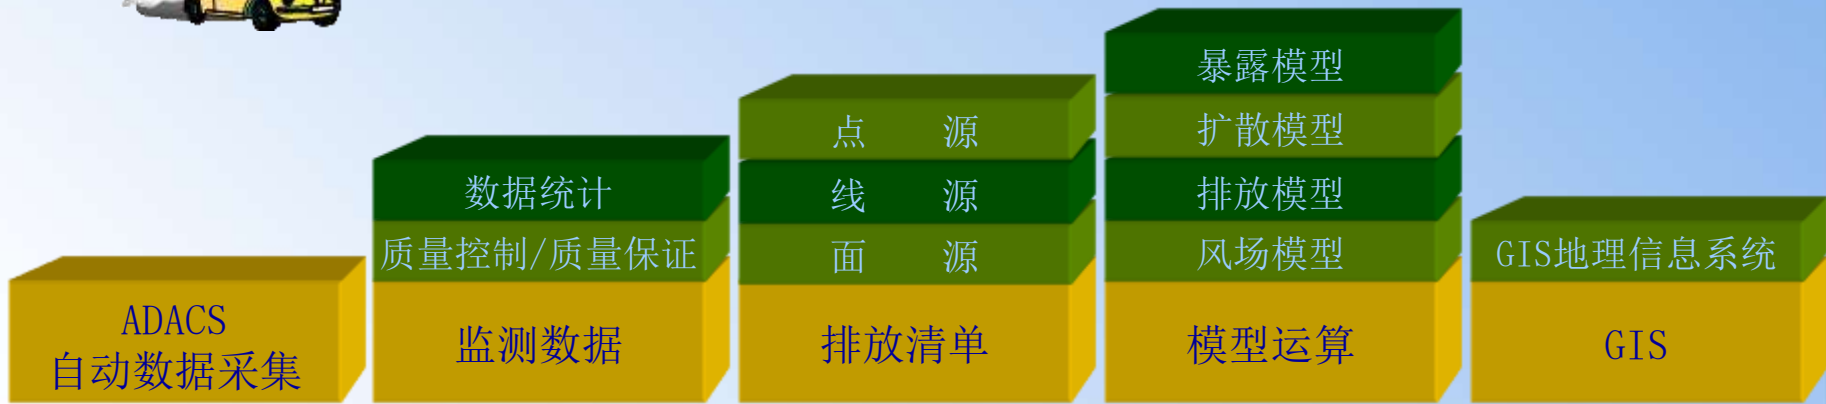 ADACS
自动数据采集
数据统计
质量控制/质量保证
监测数据
点 源
线 源
面 源
排放清单
暴露模型
扩散模型
排放模型
风场模型
模型运算
GIS地理信息系统
GIS